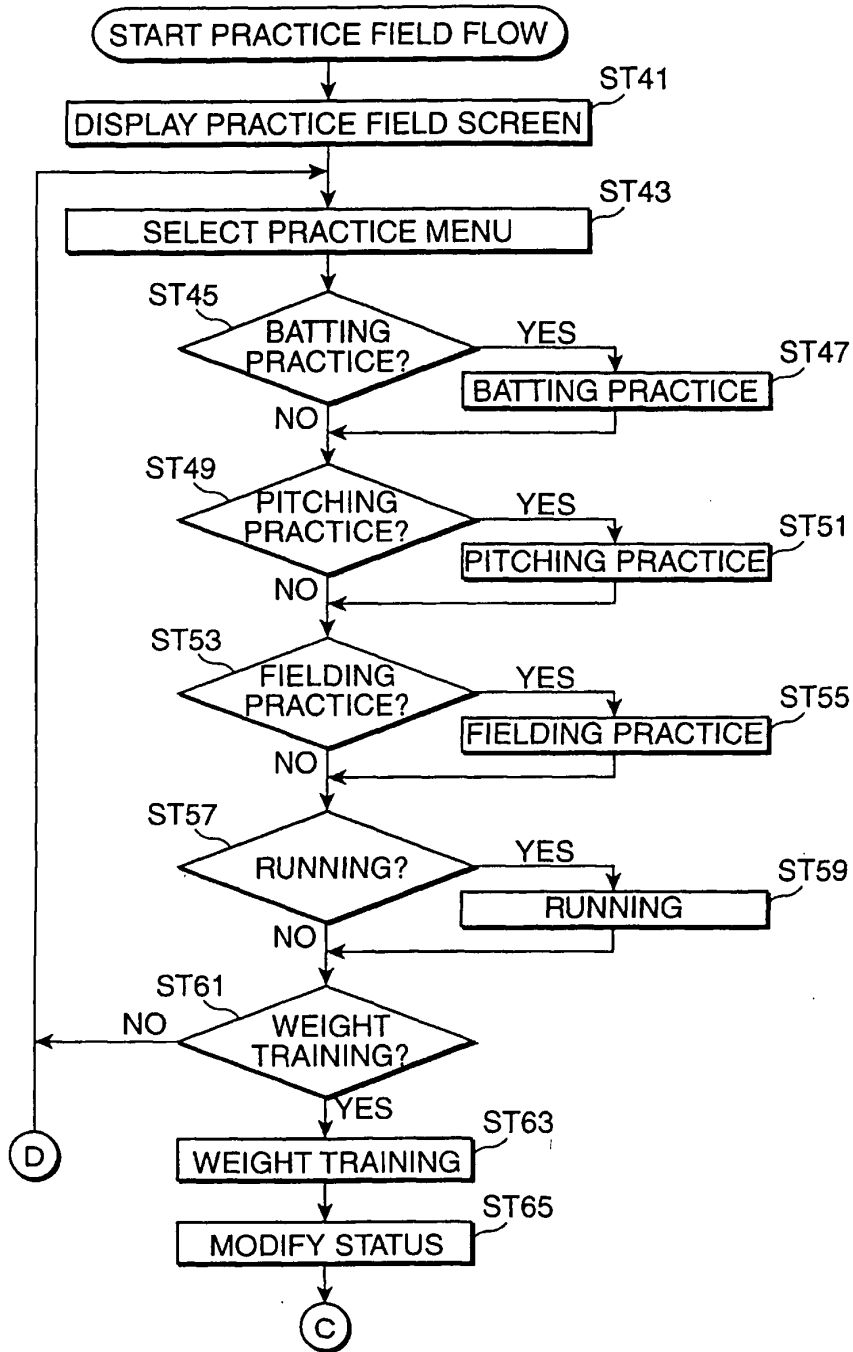 START PRACTICE FIELD FLOW
ST41
DISPLAY PRACTICE FIELD SCREEN
ST43
SELECT PRACTICE MENU
ST45
BATTING
PRACTICE?
YES
ST47
BATTING PRACTICE
NO
ST49
PITCHING
PRACTICE?
YES
ST51
PITCHING PRACTICE
NO
ST53
FIELDING
PRACTICE?
YES
ST55
FIELDING PRACTICE
NO
ST57
RUNNING?
YES
ST59
RUNNING
NO
ST61
NO
WEIGHT
TRAINING?
YES
ST63
D
WEIGHT TRAINING
ST65
MODIFY STATUS
C